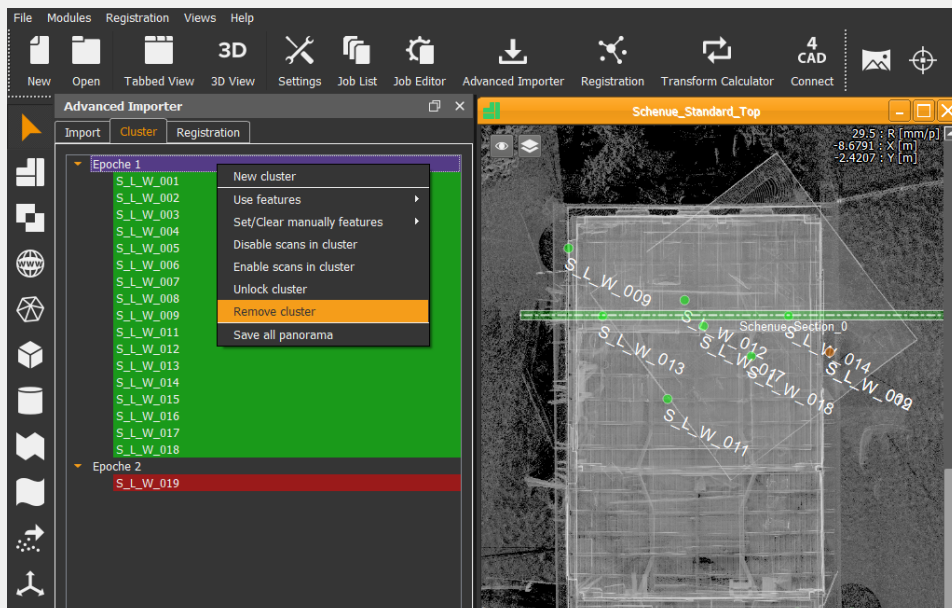 File Modules Registration Views Help
New Open Tabbed View 3D 3D View Settings Job List Job Editor Advanced Importer Registration Transform Calculator 4 CAD Connect
Advanced Importer
Import Cluster Registration
Epoche 1
S_L_W_001
S_L_W_002
S_L_W_003
S_L_W_004
S_L_W_005
S_L_W_006
S_L_W_007
S_L_W_008
S_L_W_009
S_L_W_011
S_L_W_012
S_L_W_013
S_L_W_014
S_L_W_015
S_L_W_016
S_L_W_017
S_L_W_018
Epoche 2
S_L_W_019
New cluster
Use features
Set/Clear manually features
Disable scans in cluster
Enable scans in cluster
Unlock cluster
Remove cluster
Save all panorama
WWW
Schenue_Standard_Top
29.5 : R [mm/p]
-8.6791 : X [m]
-2.4207 : Y [m]
S_L_W_009
Schenue_Section_0
S_L_W_012
S_L_W_014
S_L_W_013
S_L_W_017
S_L_W_018
S_L_W_011